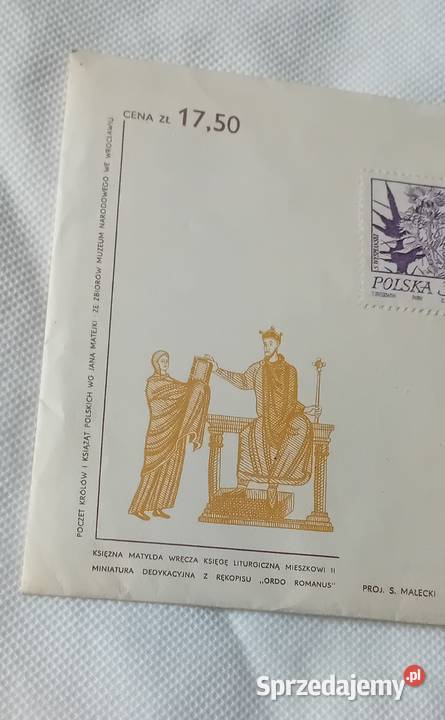 CENA ZŁ 17,50
POCZET KRÓLÓW I KSIĄŻĄT POLSKICH WG JANA MATEJKI ZE ZBIORÓW MUZEUM NARODOWEGO WE WROCŁAWIU
POLSKA
KSIĘŻNA MATYLDA WRĘCZA KSIĘGĘ LITURGICZNĄ MIESZKOWI II
MINIATURA DEDYKACYJNA Z RĘKOPISU „ORDO ROMANUS"
PROJ. S. MALECKI
Sprzedajemy.pl